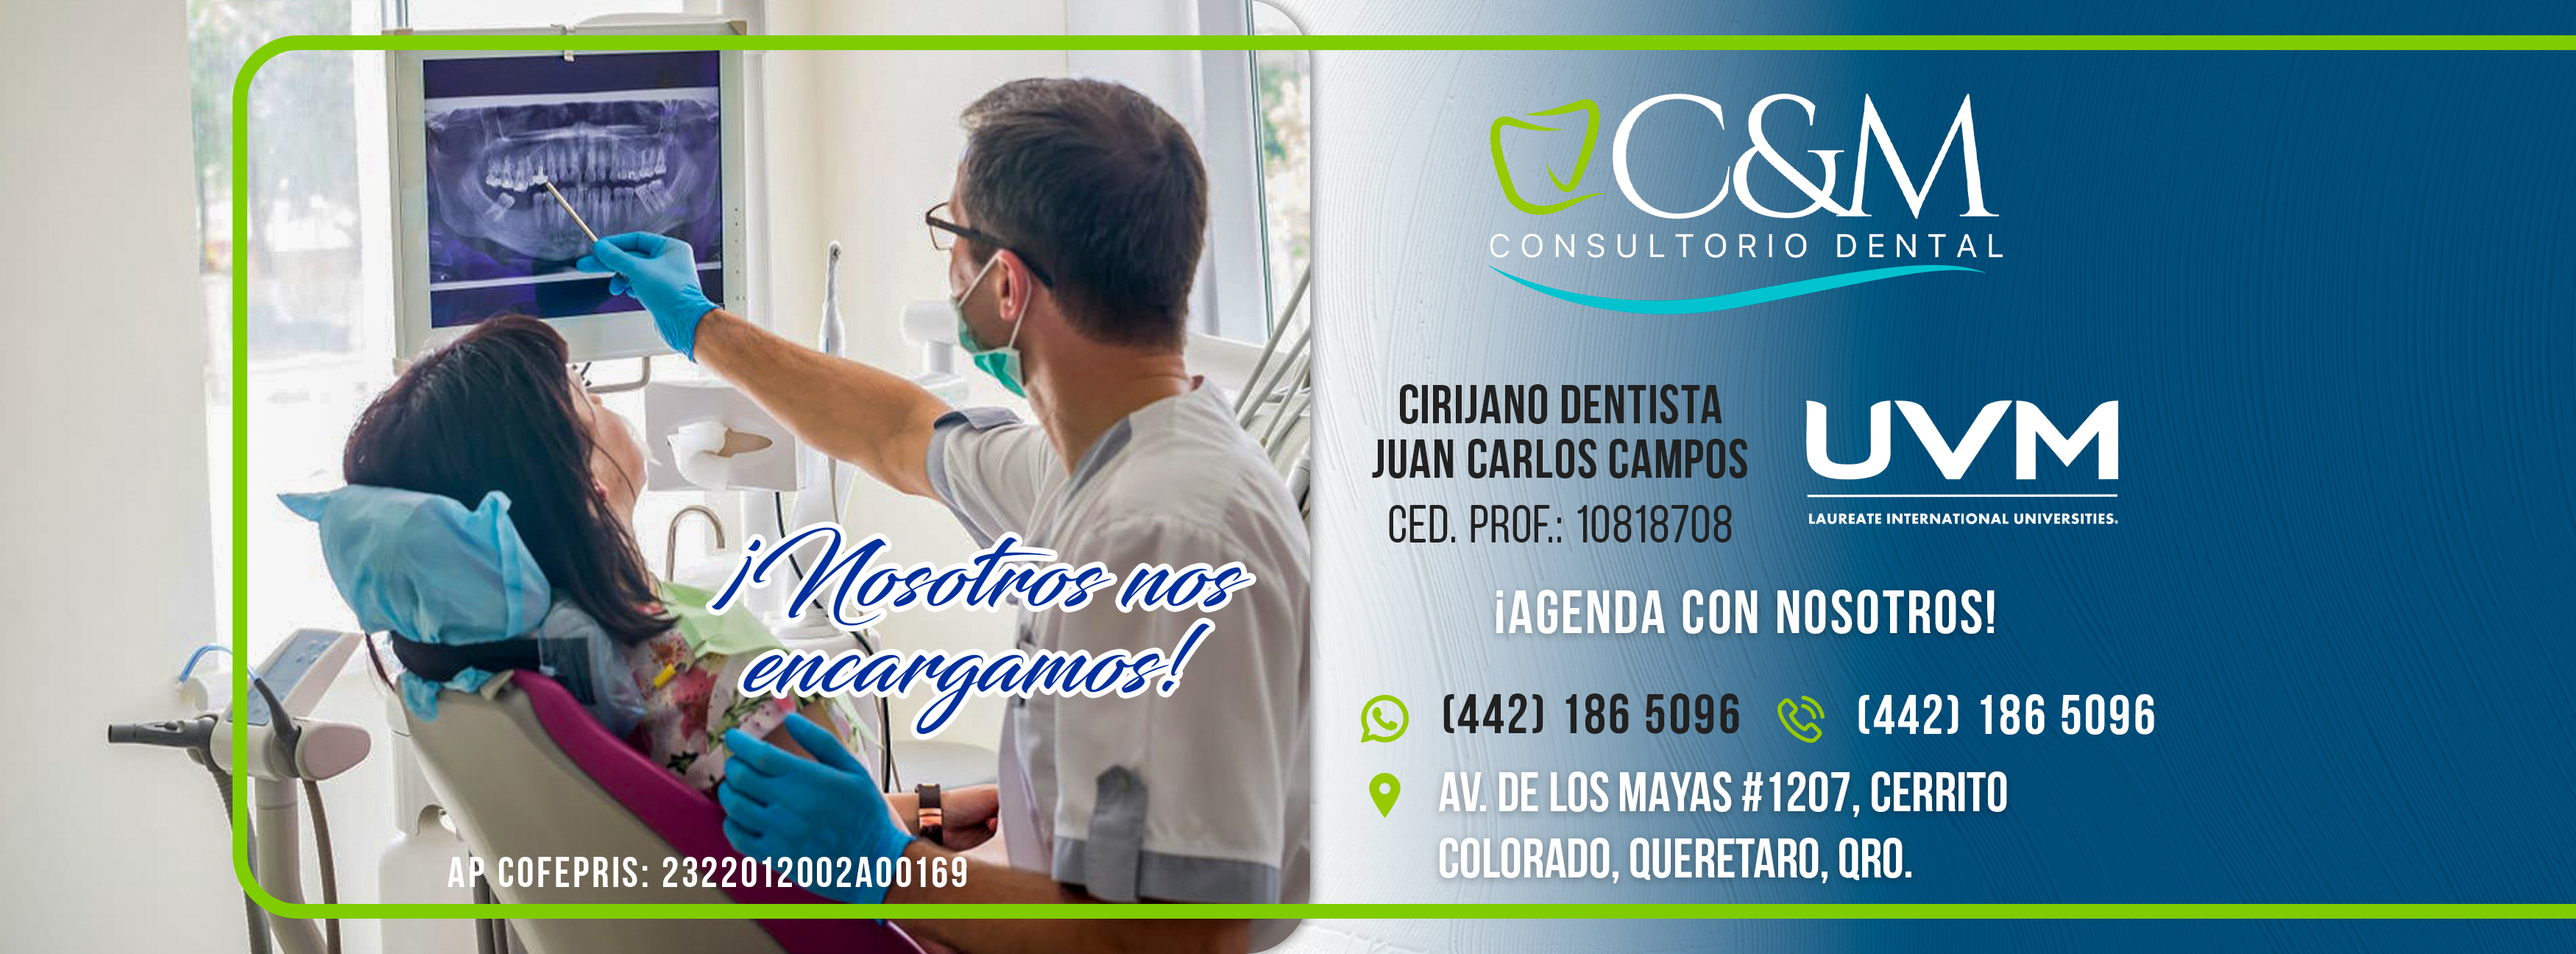 ¡Nosotros nos
encargamos!
AP COFEPRIS: 2322012002A00169
C&M
CONSULTORIO DENTAL
CIRIJANO DENTISTA
JUAN CARLOS CAMPOS
CED. PROF.: 10818708
UVM
LAUREATE INTERNATIONAL UNIVERSITIES.
¡AGENDA CON NOSOTROS!
(442) 186 5096
(442) 186 5096
AV. DE LOS MAYAS #1207, CERRITO
COLORADO, QUERETARO, QRO.